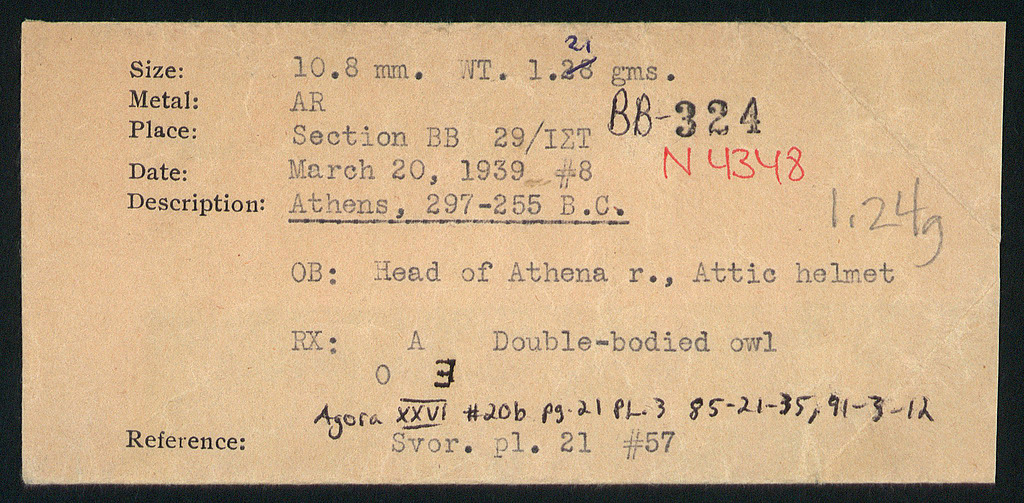 Size: 10.8 mm. WT. 1.28 21 gms.
Metal: AR
BB-324
Place: Section BB 29/ΙΣΤ
N 4348
Date: March 20, 1939 #8
Description: Athens, 297-255 B.C.
1.24g
OB: Head of Athena r., Attic helmet
RX: A Double-bodied owl
O E
Agora XXVI #20b pg. 21 PL. 3 85-21-35, 91-3-12
Reference: Svor. pl. 21 #57